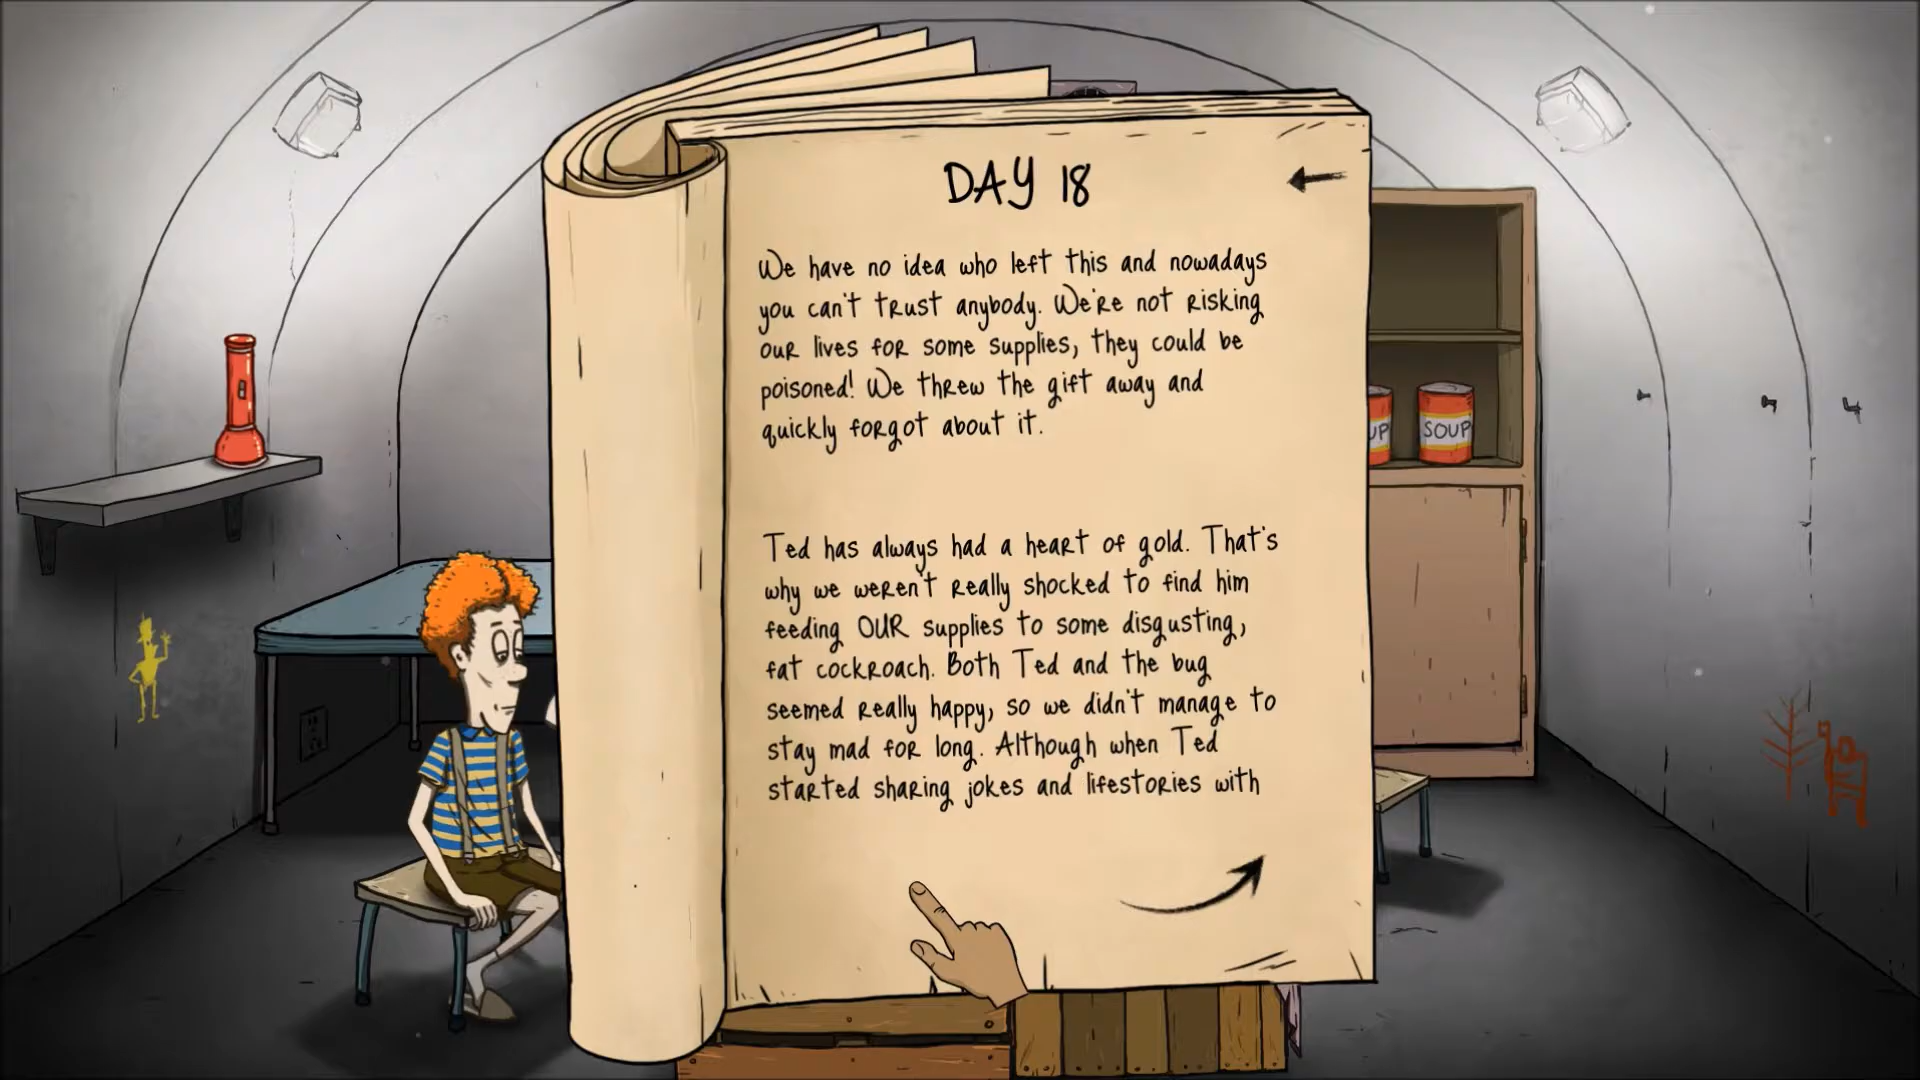 DAY 18
We have no idea who left this and nowadays
you can't trust anybody. We're not risking
our lives for some supplies, they could be
poisoned! We threw the gift away and
quickly forgot about it.
Ted has always had a heart of gold. That's
why we weren't really shocked to find him
feeding OUR supplies to some disgusting,
fat cockroach. Both Ted and the bug
seemed really happy, so we didn't manage to
stay mad for long. Although when Ted
started sharing jokes and lifestories with
UP
SOUP